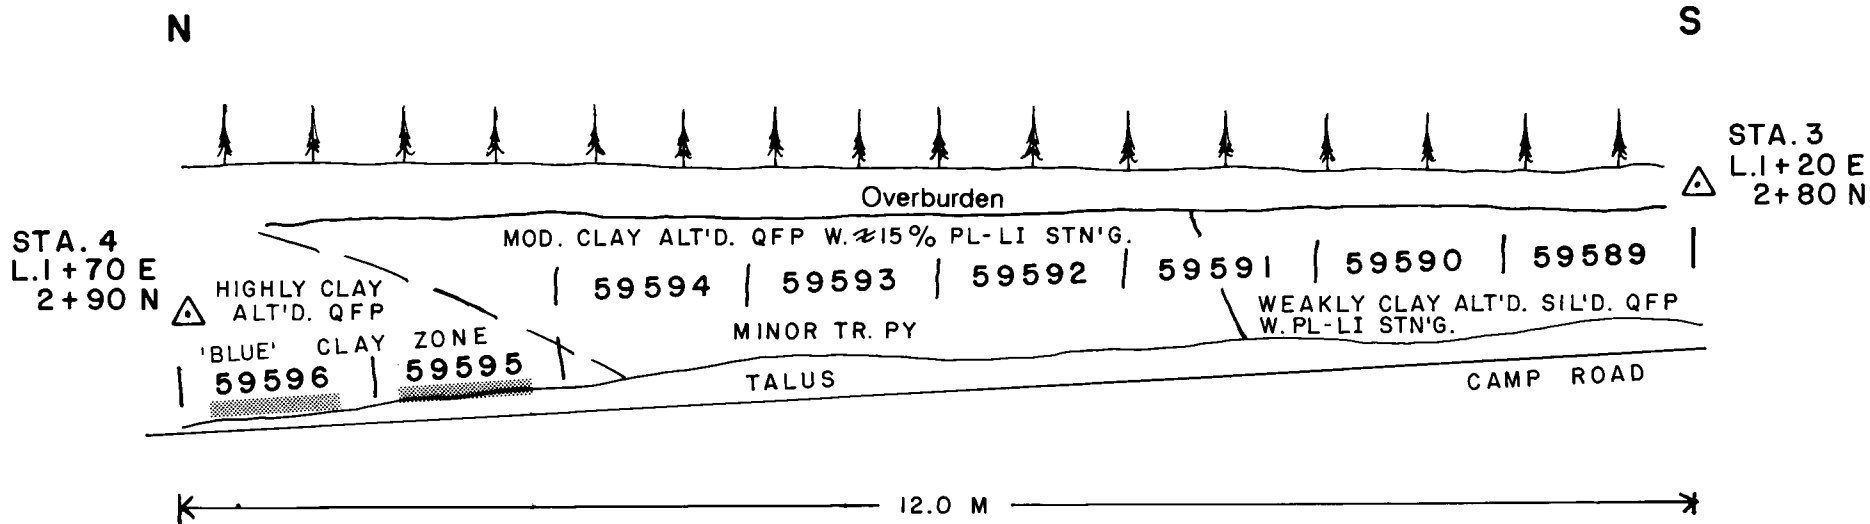 N
S
STA. 3
L.1+20 E
2+80 N
Overburden
MOD. CLAY ALT'D. QFP W. ≈15% PL-LI STN'G.
STA. 4
L.1+70 E
2+90 N
59594
59593
59592
59591
59590
59589
HIGHLY CLAY
ALT'D. QFP
WEAKLY CLAY ALT'D. SIL'D. QFP
W. PL-LI STN'G.
MINOR TR. PY
'BLUE' CLAY ZONE
59596
59595
TALUS
CAMP ROAD
12.0 M